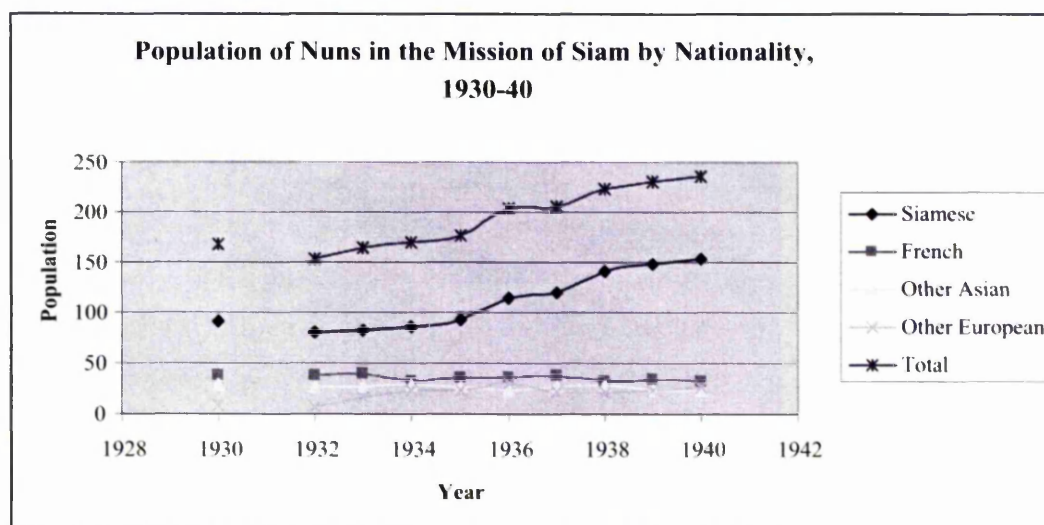 Population of Nuns in the Mission of Siam by Nationality,
1930-40
250
200
150
100
50
0
Population
1928 1930 1932 1934 1936 1938 1940 1942
Year
Siamese
French
Other Asian
Other European
Total